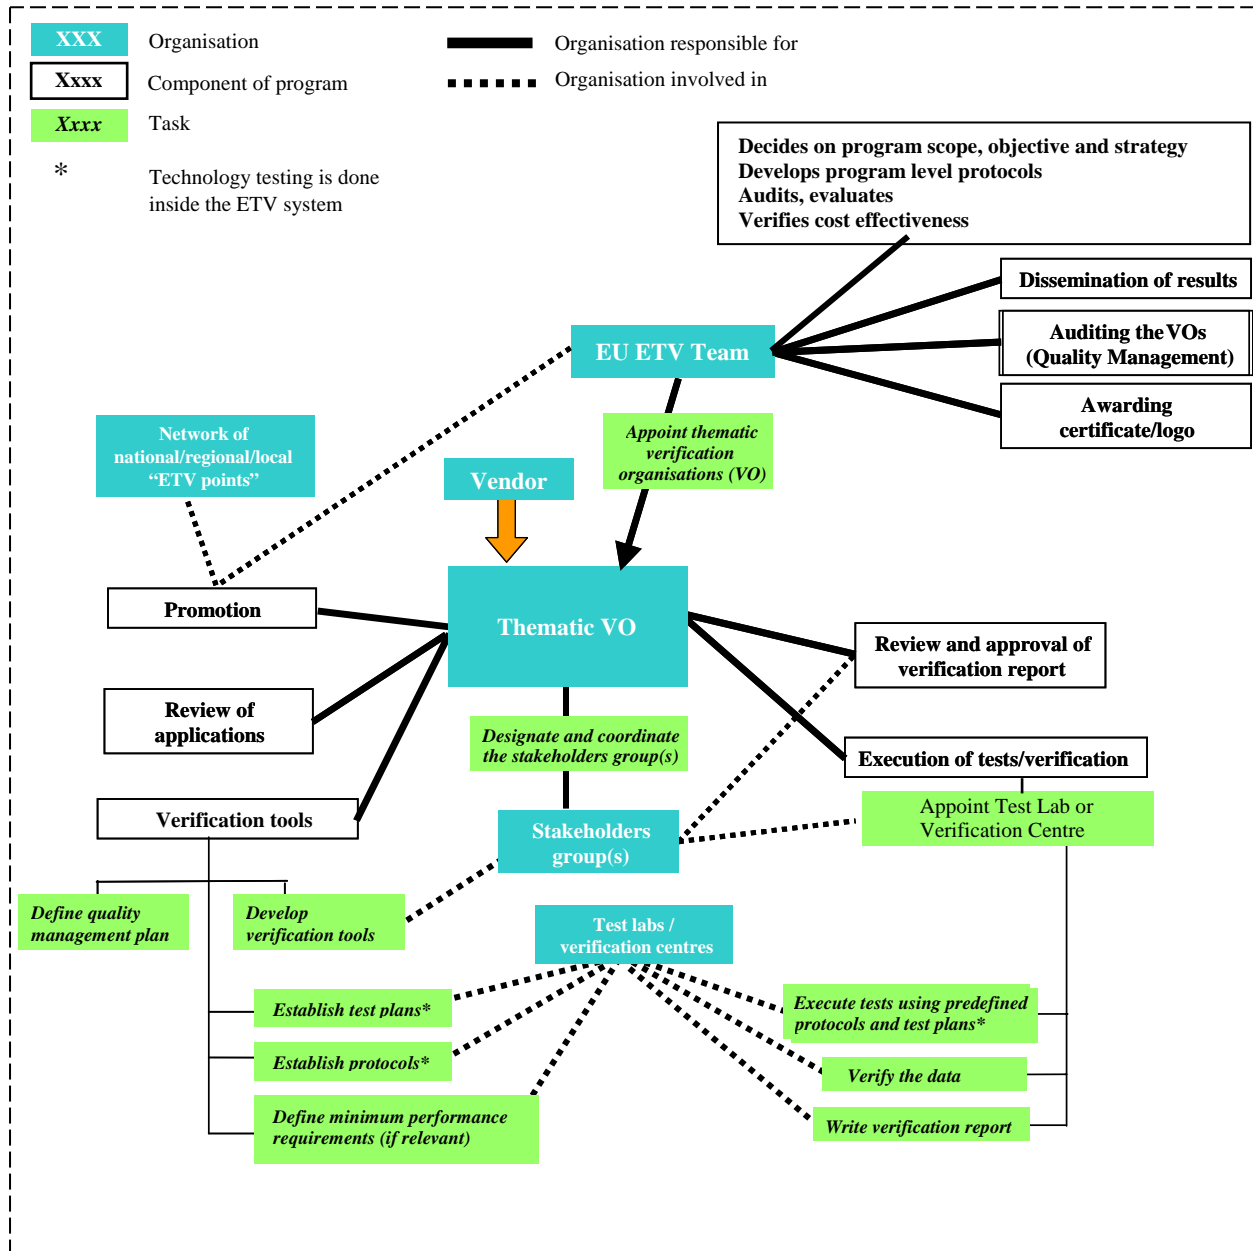 XXX
Organisation
Organisation responsible for
Xxxx
Component of program
Organisation involved in
Xxxx
Task
*
Technology testing is done
inside the ETV system
Decides on program scope, objective and strategy
Develops program level protocols
Audits, evaluates
Verifies cost effectiveness
Dissemination of results
EU ETV Team
Auditing the VOs
(Quality Management)
Awarding
certificate/logo
Network of
national/regional/local
“ETV points”
Appoint thematic
verification
organisations (VO)
Vendor
Promotion
Thematic VO
Review and approval of
verification report
Review of
applications
Designate and coordinate
the stakeholders group(s)
Execution of tests/verification
Verification tools
Stakeholders
group(s)
Appoint Test Lab or
Verification Centre
Define quality
management plan
Develop
verification tools
Test labs /
verification centres
Establish test plans*
Execute tests using predefined
protocols and test plans*
Establish protocols*
Verify the data
Define minimum performance
requirements (if relevant)
Write verification report